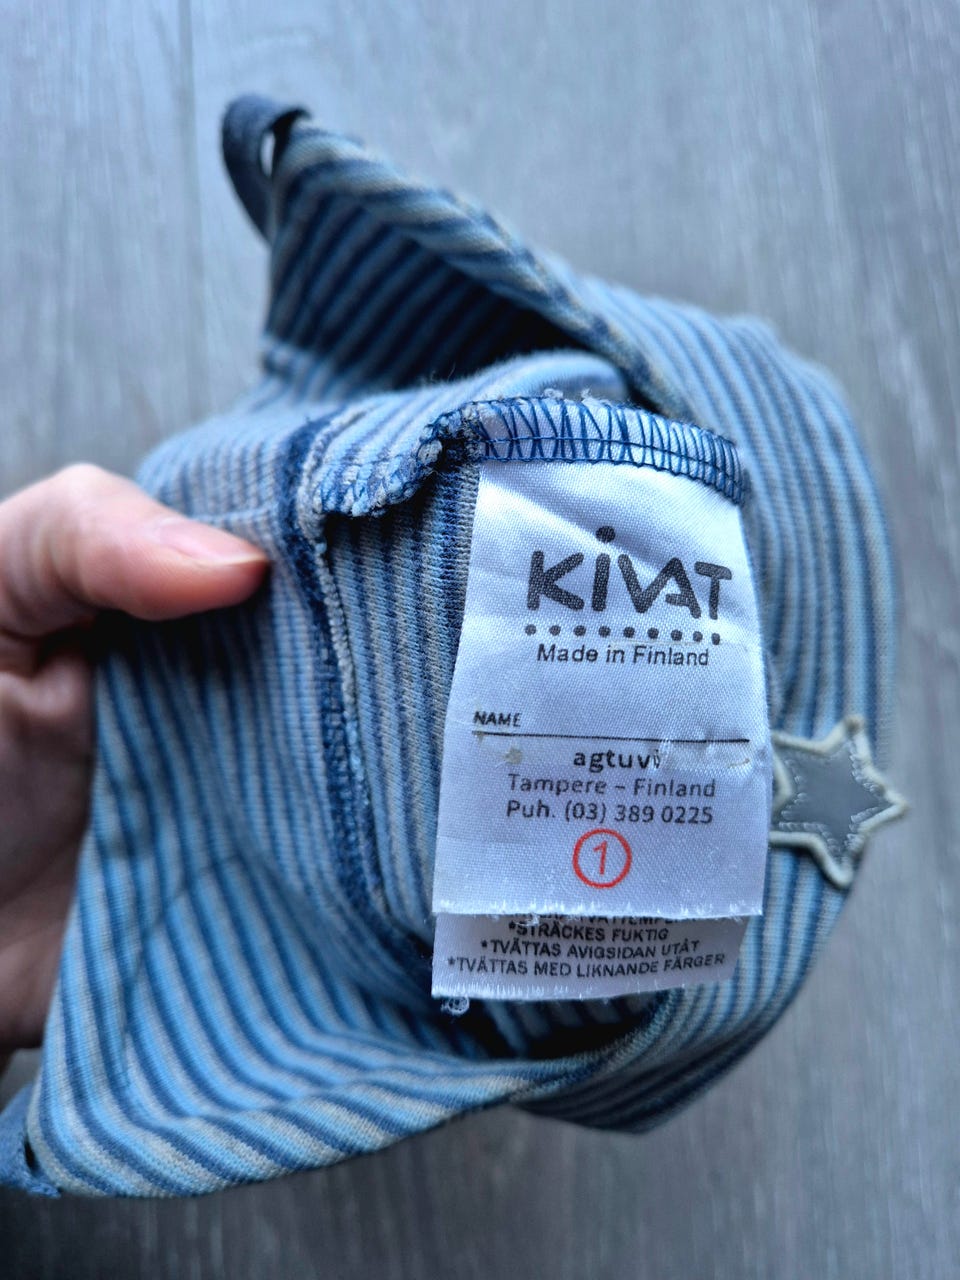 KIVAT
Made in Finland
NAME
agtuvi
Tampere – Finland
Puh. (03) 389 0225
1
*STRÄCKES FUKTIG
*TVÄTTAS AVIGSIDAN UTÅT
*TVÄTTAS MED LIKNANDE FÄRGER